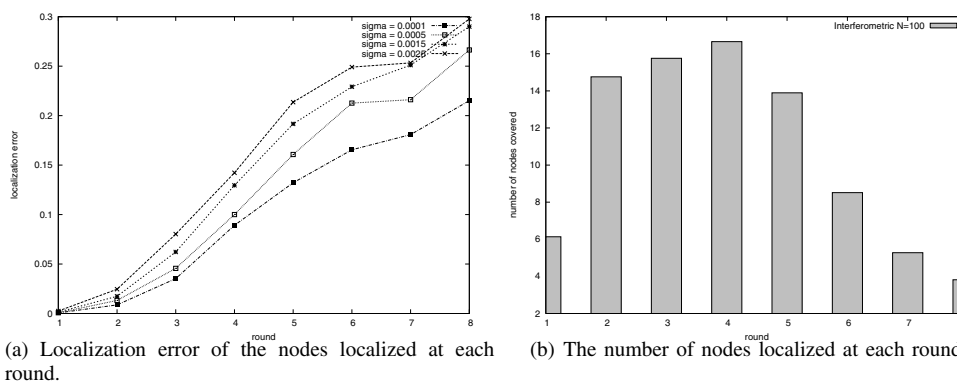 0.3
0.25
0.2
0.15
0.1
0.05
0
localization error
sigma = 0.0001
sigma = 0.0005
sigma = 0.0015
1 2 3 4 5 6 7 8
round
(a) Localization error of the nodes localized at each
round.
18
16
14
12
10
8
6
4
2
number of nodes covered
Interferometric N=100
1 2 3 4 5 6 7
round
(b) The number of nodes localized at each round